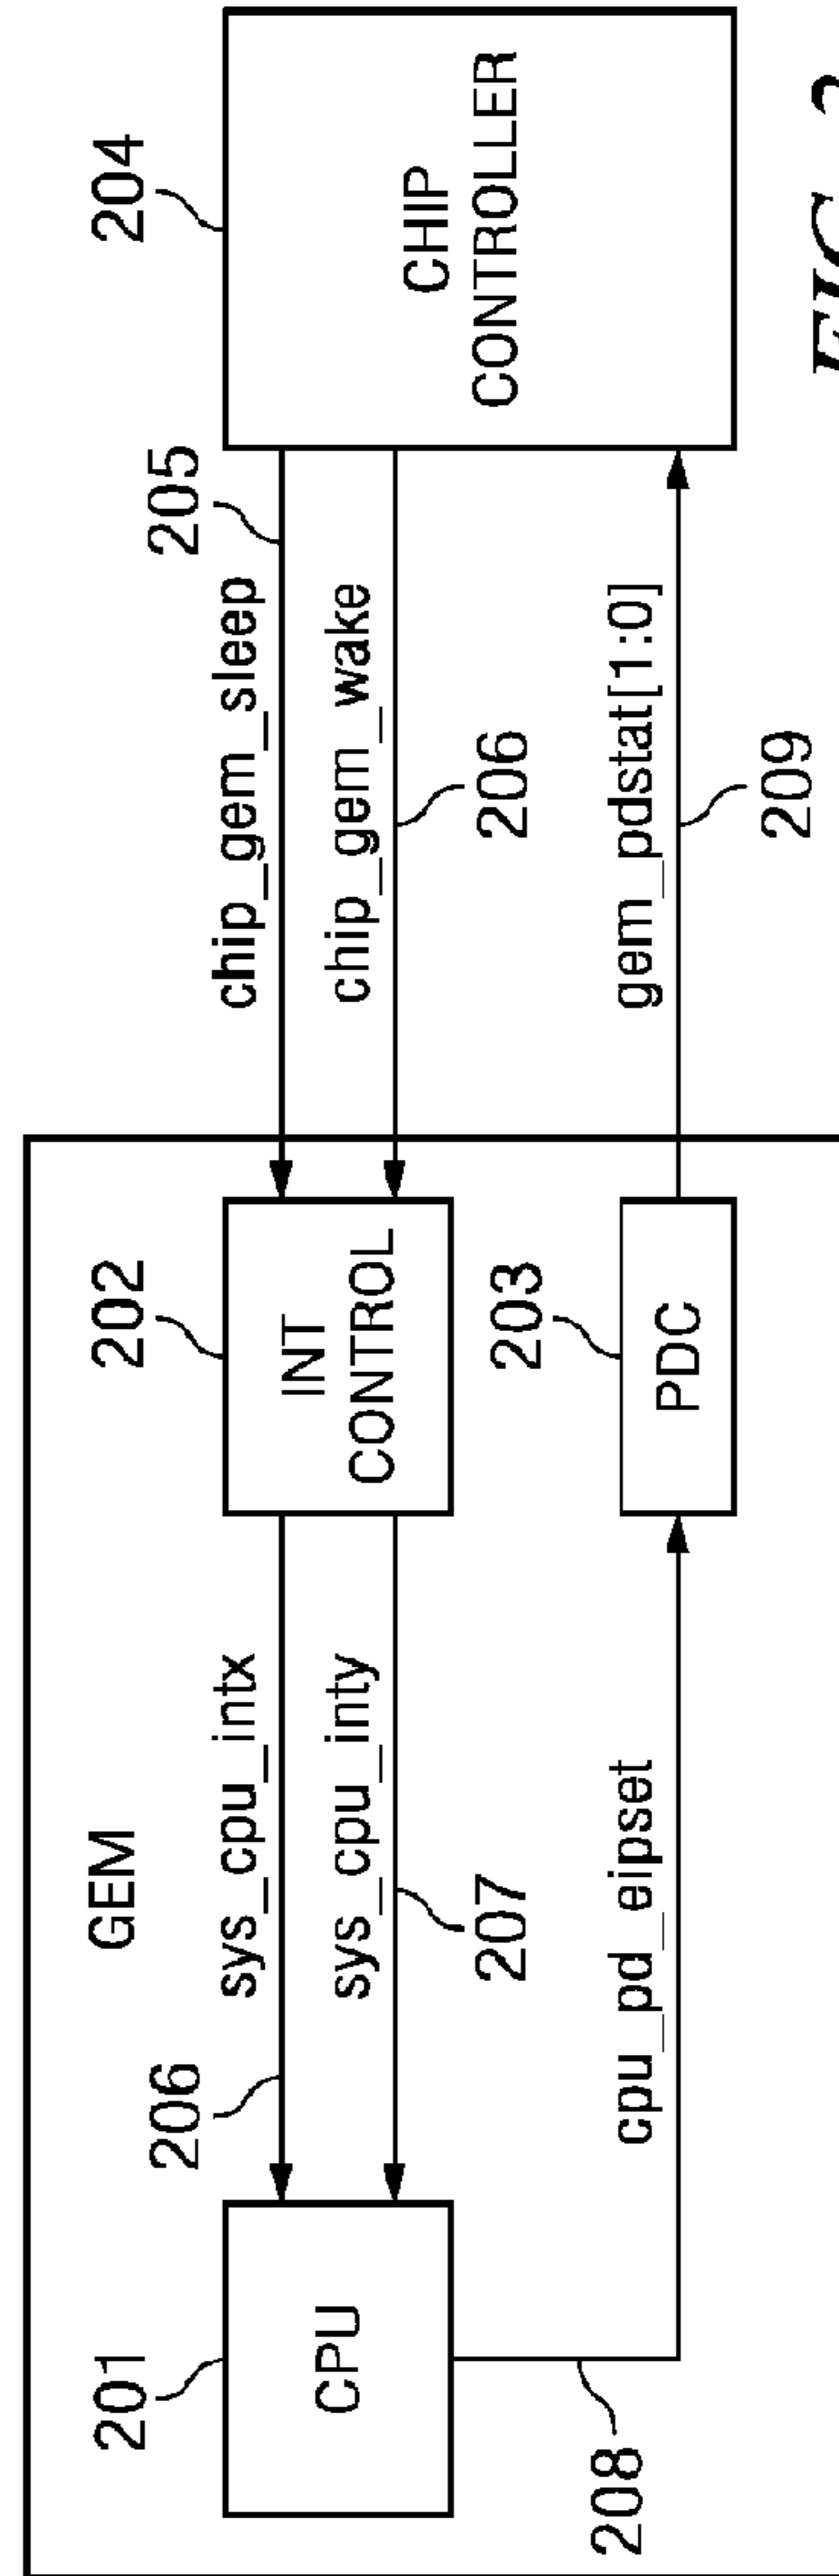 GEM
201
CPU
206
sys_cpu_intx
sys_cpu_inty
207
202
INT
CONTROL
chip_gem_sleep
205
chip_gem_wake
206
204
CHIP
CONTROLLER
208
cpu_pd_eipset
203
PDC
gem_pdstat[1:0]
209